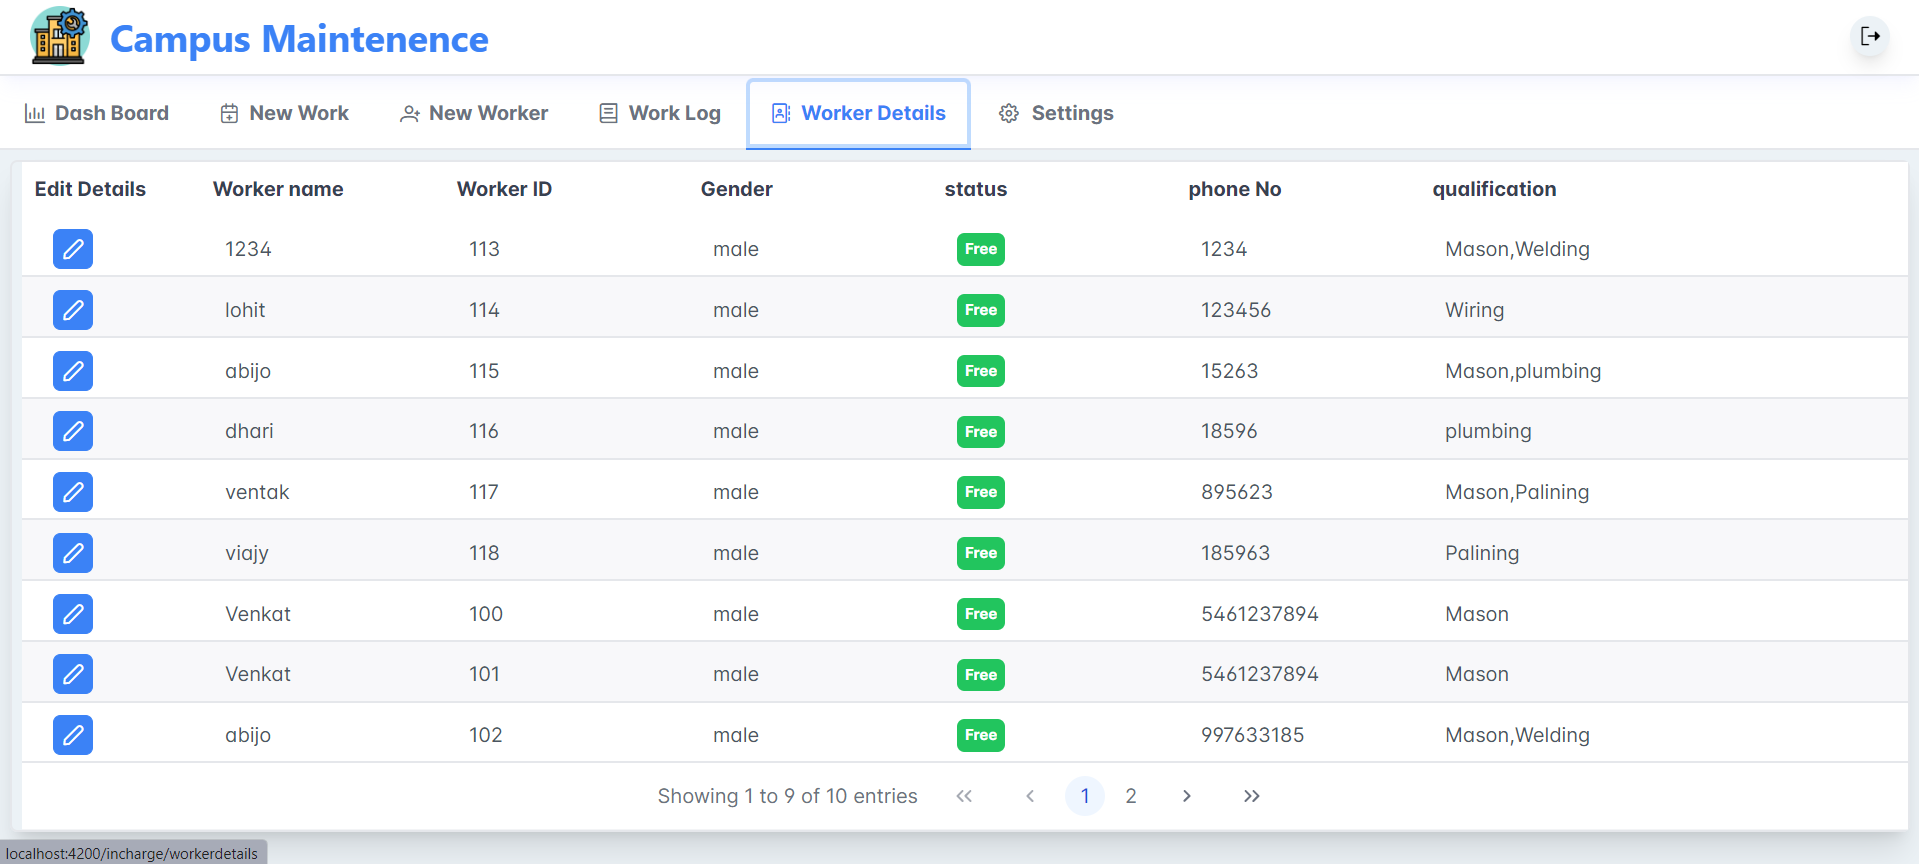 Campus Maintenence
Dash Board New Work New Worker Work Log Worker Details Settings
Edit Details Worker name Worker ID Gender status phone No qualification
1234 113 male Free 1234 Mason,Welding
lohit 114 male Free 123456 Wiring
abijo 115 male Free 15263 Mason,plumbing
dhari 116 male Free 18596 plumbing
ventak 117 male Free 895623 Mason,Palining
viajy 118 male Free 185963 Palining
Venkat 100 male Free 5461237894 Mason
Venkat 101 male Free 5461237894 Mason
abijo 102 male Free 997633185 Mason,Welding
Showing 1 to 9 of 10 entries « ‹ 1 2 › »
localhost:4200/incharge/workerdetails